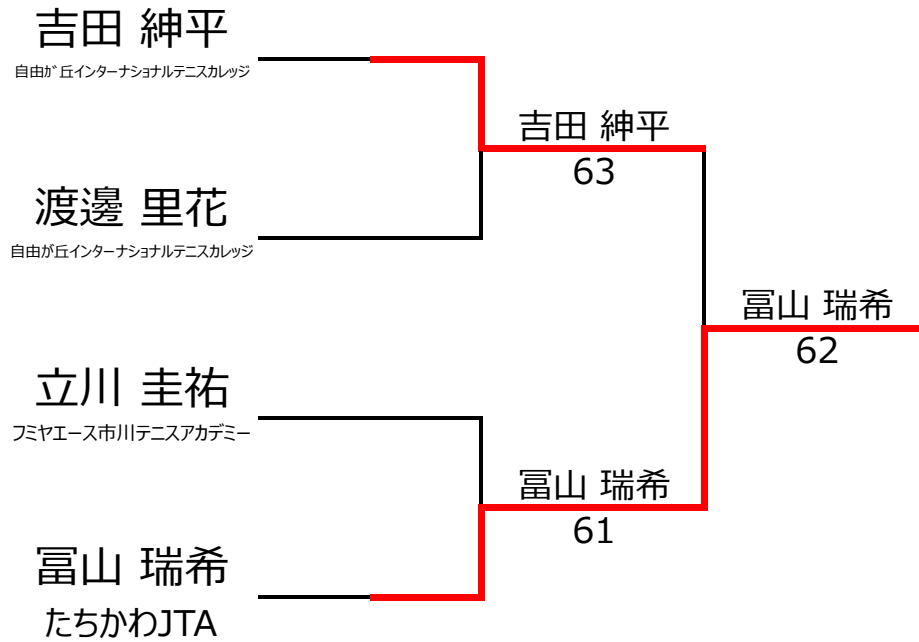 吉田 紳平
自由が丘インターナショナルテニスカレッジ
吉田 紳平
63
渡邊 里花
自由が丘インターナショナルテニスカレッジ
冨山 瑞希
62
立川 圭祐
フミヤエース市川テニスアカデミー
冨山 瑞希
61
冨山 瑞希
たちかわJTA